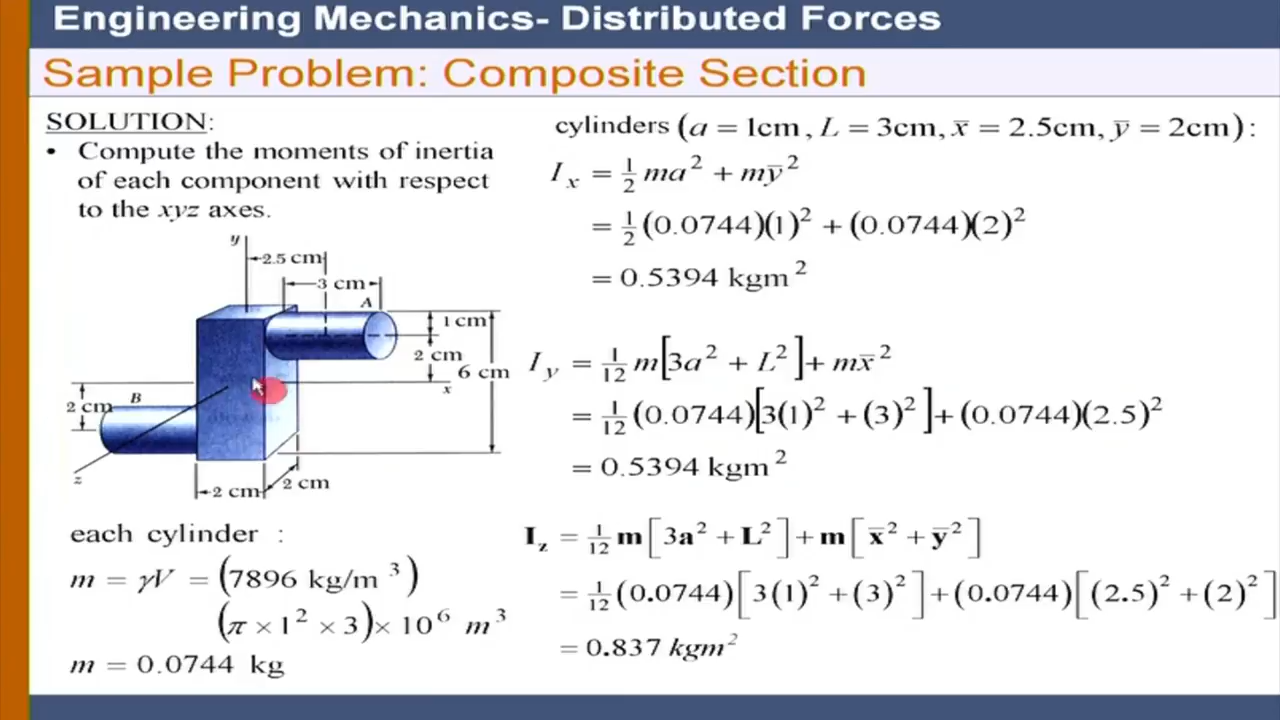 Engineering Mechanics- Distributed Forces
Sample Problem: Composite Section
SOLUTION:
• Compute the moments of inertia
of each component with respect
to the xyz axes.
y
2.5 cm
3 cm
A
1 cm
2 cm
6 cm
x
B
2 cm
z
2 cm
2 cm
each cylinder :
m = γV = (7896 kg/m³)
(π × 1² × 3)× 10⁶ m³
m = 0.0744 kg
cylinders (a = 1cm, L = 3cm, x̄ = 2.5cm, ȳ = 2cm):
I_x = 1/2 ma² + mȳ²
= 1/2 (0.0744)(1)² + (0.0744)(2)²
= 0.5394 kgm²
I_y = 1/12 m[3a² + L²] + mx̄²
= 1/12 (0.0744)[3(1)² + (3)²] + (0.0744)(2.5)²
= 0.5394 kgm²
I_z = 1/12 m[3a² + L²] + m[x̄² + ȳ²]
= 1/12 (0.0744)[3(1)² + (3)²] + (0.0744)[(2.5)² + (2)²]
= 0.837 kgm²